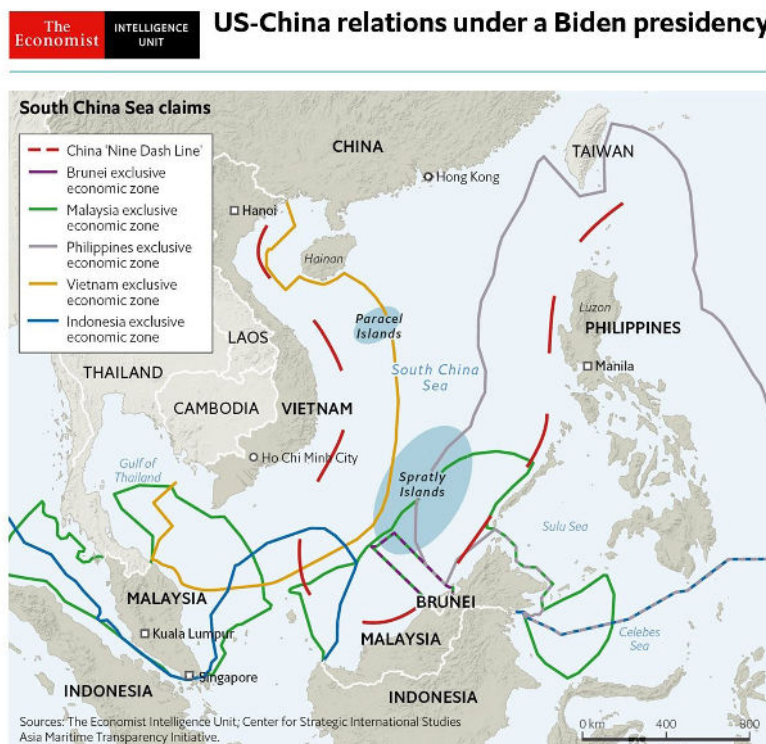 The Economist
INTELLIGENCE UNIT
US-China relations under a Biden presidency
South China Sea claims
China 'Nine Dash Line'
Brunei exclusive
economic zone
Malaysia exclusive
economic zone
Philippines exclusive
economic zone
Vietnam exclusive
economic zone
Indonesia exclusive
economic zone
CHINA
TAIWAN
Hong Kong
Hanoi
Hainan
Paracel
Islands
Luzon
PHILIPPINES
LAOS
South China
Sea
Manila
THAILAND
CAMBODIA
VIETNAM
Ho Chi Minh City
Gulf of
Thailand
Spratly
Islands
Sulu Sea
MALAYSIA
BRUNEI
Kuala Lumpur
MALAYSIA
Celebes
Sea
Singapore
INDONESIA
INDONESIA
Sources: The Economist Intelligence Unit; Center for Strategic International Studies
Asia Maritime Transparency Initiative.
0 km 400 800